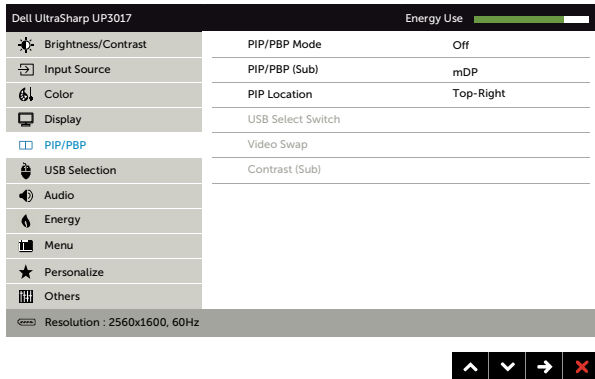 Dell UltraSharp UP3017 Energy Use
Brightness/Contrast PIP/PBP Mode Off
Input Source PIP/PBP (Sub) mDP
Color PIP Location Top-Right
Display USB Select Switch
PIP/PBP Video Swap
USB Selection Contrast (Sub)
Audio
Energy
Menu
Personalize
Others
Resolution : 2560x1600, 60Hz